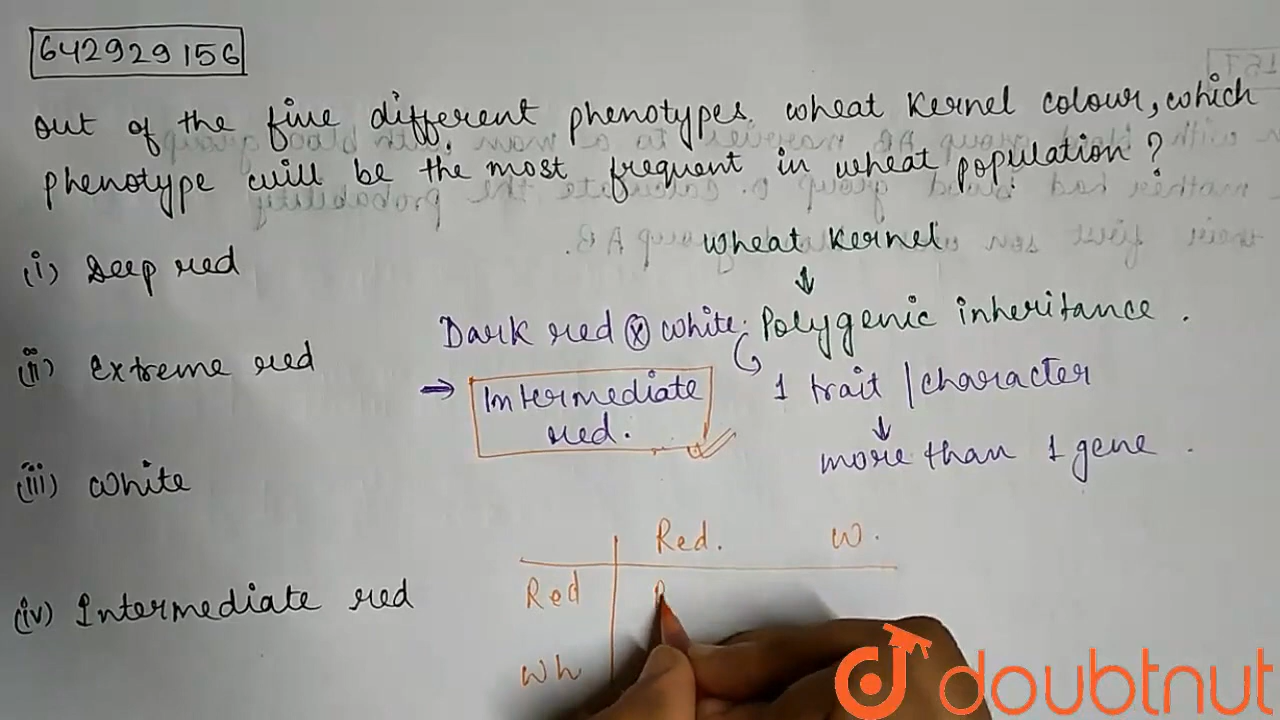 642929156
out of the five different phenotypes. wheat kernel colour, which
phenotype will be the most frequent in wheat population?
(i) Deep red
(ii) Extreme red
(iii) White
(iv) Intermediate red
wheat kernel
↓
Dark red ⓧ white. Polygenic inheritance.
→ Intermediate
red.
1 trait / character
↓
more than 1 gene.
Red. W.
Red R
Wh
doubtnut